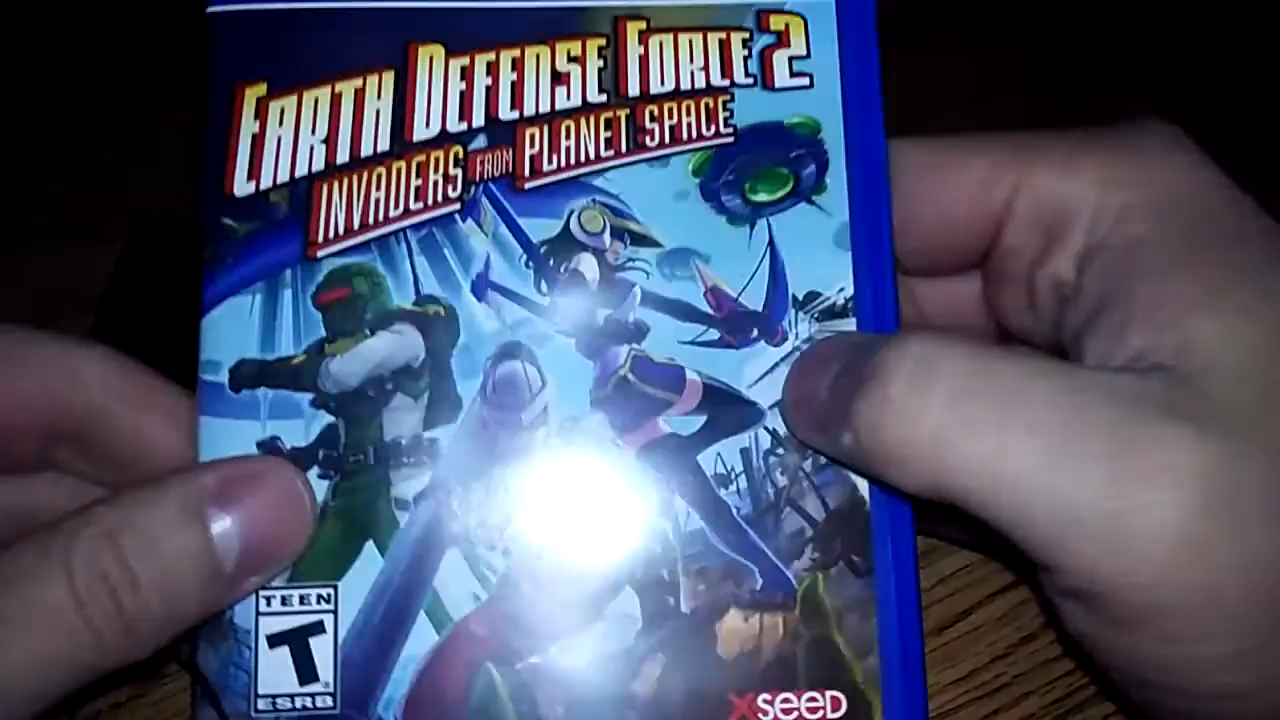 EARTH DEFENSE FORCE 2
INVADERS FROM PLANET SPACE
TEEN
T
ESRB
XSEED